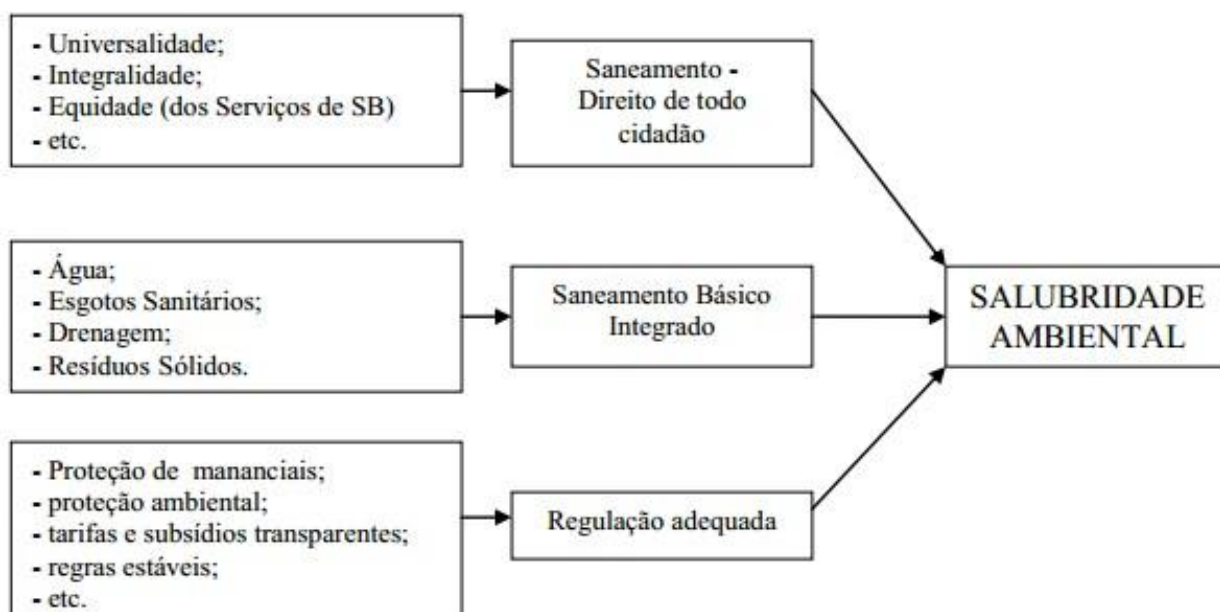 - Universalidade;
- Integralidade;
- Equidade (dos Serviços de SB)
- etc.
Saneamento -
Direito de todo
cidadão
- Água;
- Esgotos Sanitários;
- Drenagem;
- Resíduos Sólidos.
Saneamento Básico
Integrado
SALUBRIDADE
AMBIENTAL
- Proteção de mananciais;
- proteção ambiental;
- tarifas e subsídios transparentes;
- regras estáveis;
- etc.
Regulação adequada